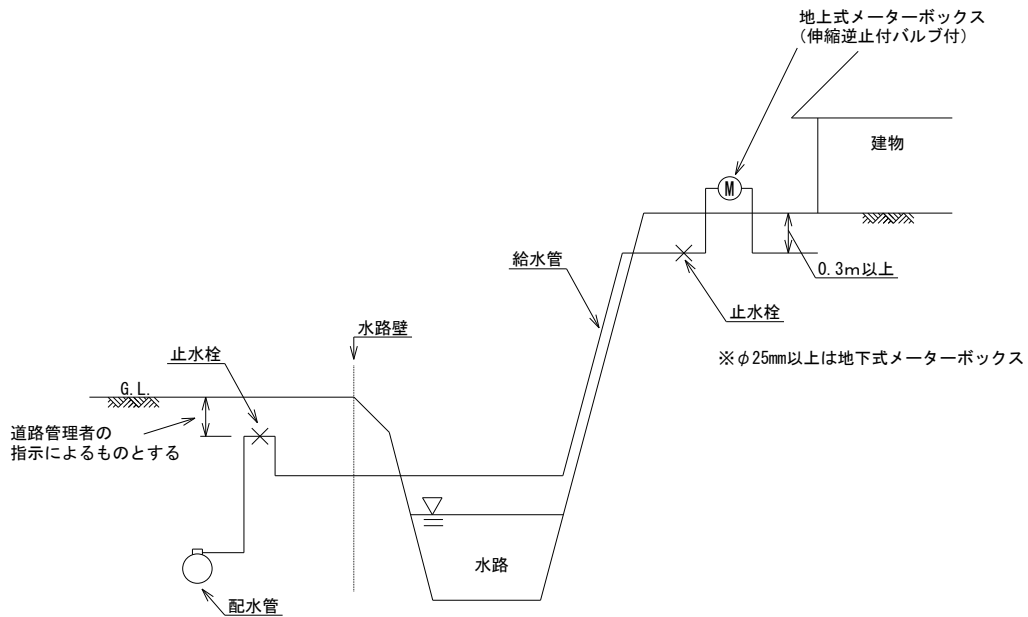 地上式メーターボックス
(伸縮逆止付バルブ付)
建物
M
給水管
0.3m以上
止水栓
水路壁
※φ25mm以上は地下式メーターボックス
止水栓
G.L.
道路管理者の
指示によるものとする
水路
配水管